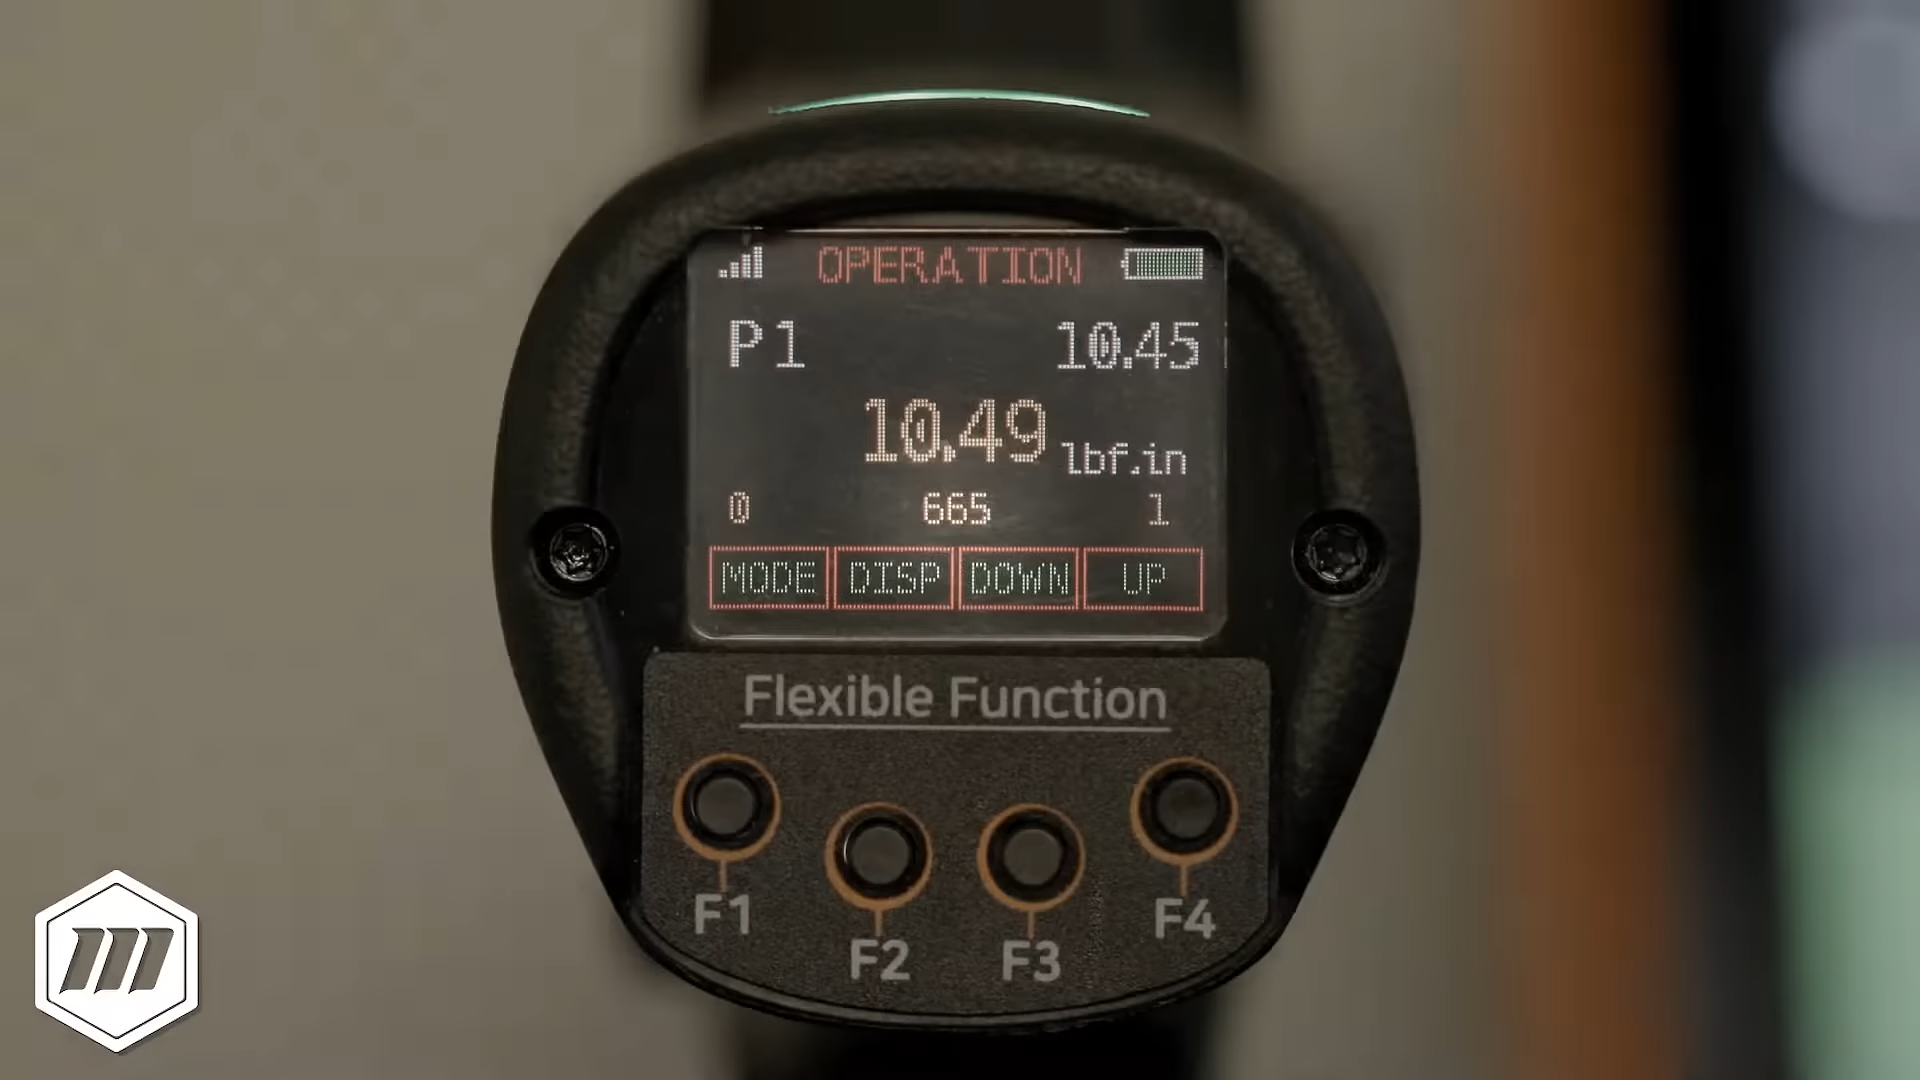 OPERATION
P1 10.45
10.49 lbf.in
0 665 1
MODE DISP DOWN UP
Flexible Function
F1 F2 F3 F4